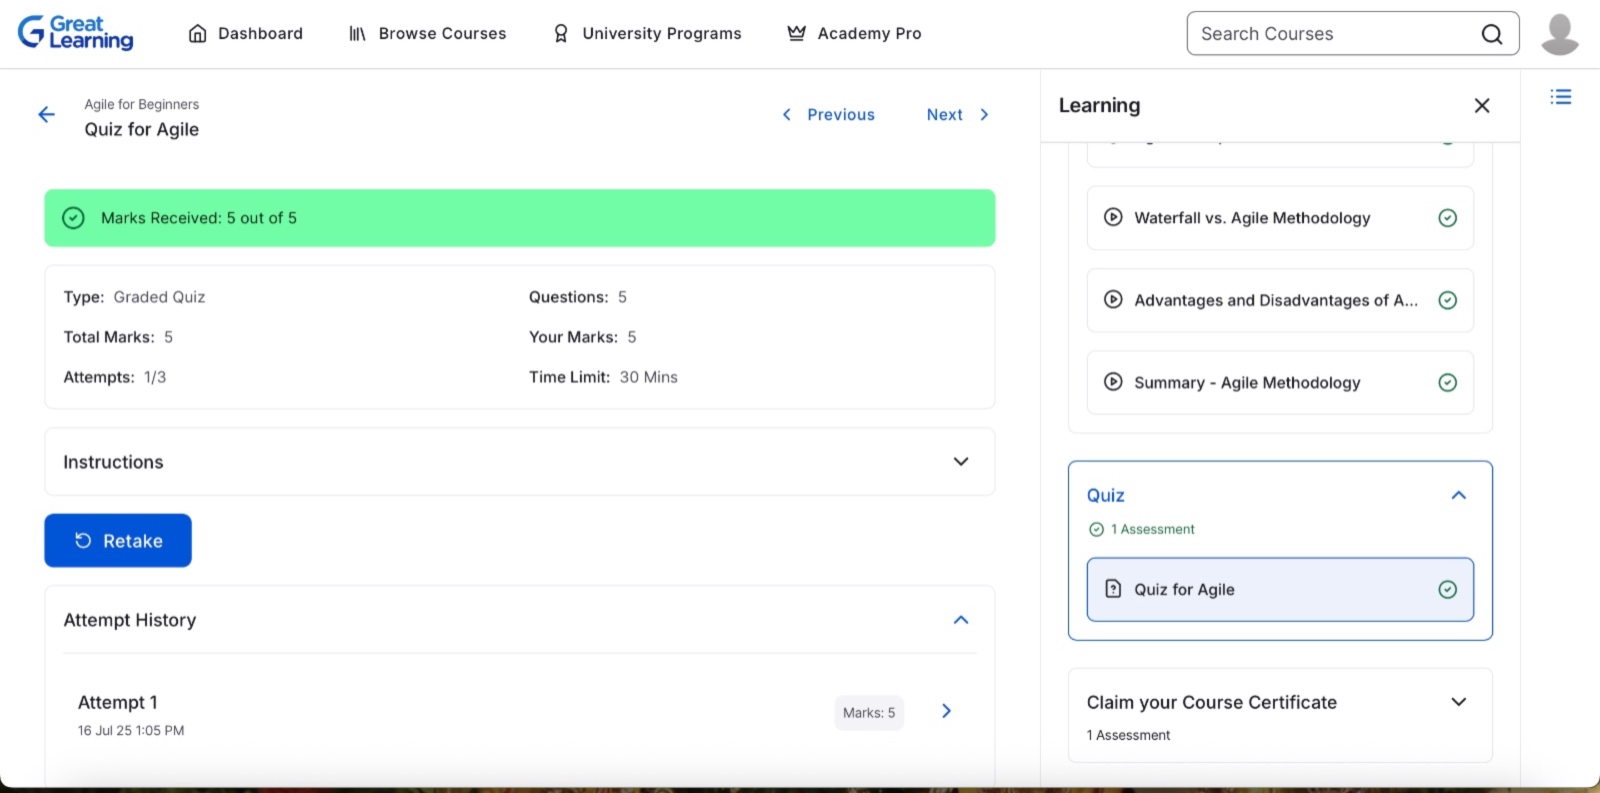 Great Learning
Dashboard
Browse Courses
University Programs
Academy Pro
Search Courses
Agile for Beginners
Quiz for Agile
Previous
Next
Marks Received: 5 out of 5
Type: Graded Quiz
Questions: 5
Total Marks: 5
Your Marks: 5
Attempts: 1/3
Time Limit: 30 Mins
Instructions
Retake
Attempt History
Attempt 1
16 Jul 25 1:05 PM
Marks: 5
Learning
Waterfall vs. Agile Methodology
Advantages and Disadvantages of A...
Summary - Agile Methodology
Quiz
1 Assessment
Quiz for Agile
Claim your Course Certificate
1 Assessment